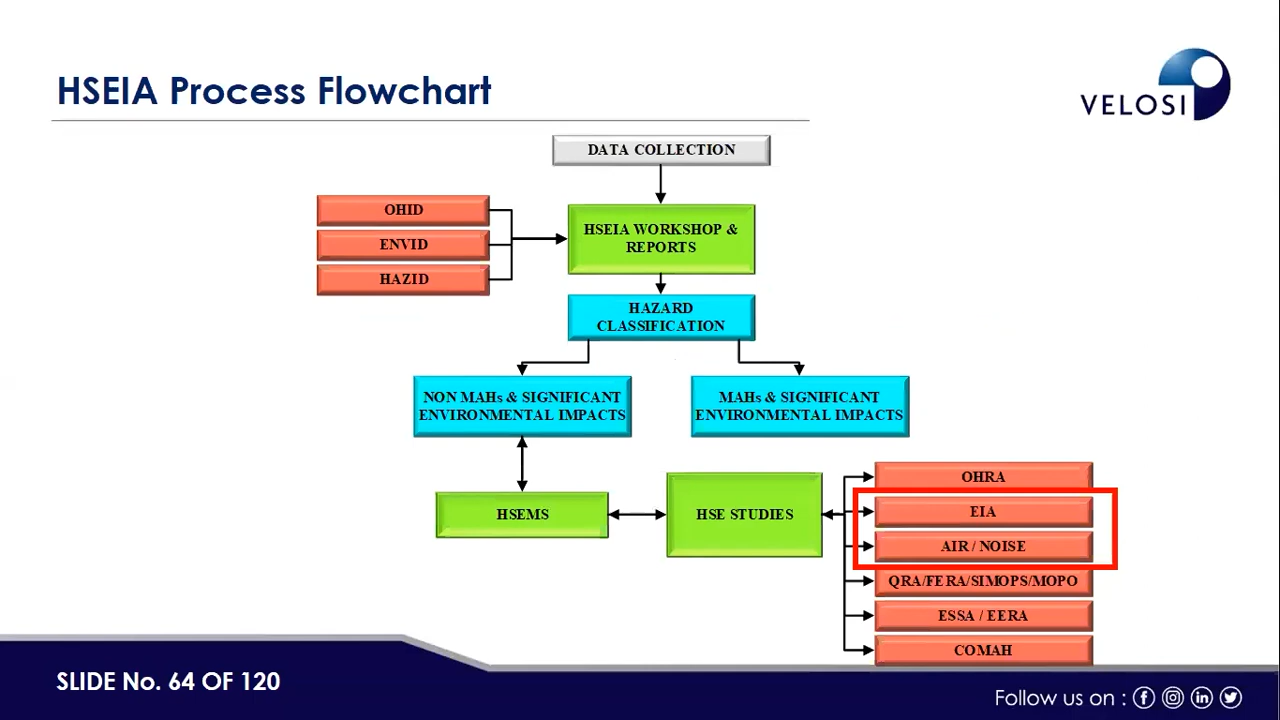 HSEIA Process Flowchart
VELOSI
DATA COLLECTION
OHID
ENVID
HAZID
HSEIA WORKSHOP &
REPORTS
HAZARD
CLASSIFICATION
NON MAHs & SIGNIFICANT
ENVIRONMENTAL IMPACTS
MAHs & SIGNIFICANT
ENVIRONMENTAL IMPACTS
HSEMS
HSE STUDIES
OHRA
EIA
AIR / NOISE
QRA/FERA/SIMOPS/MOPO
ESSA / EERA
COMAH
SLIDE No. 64 OF 120
Follow us on :